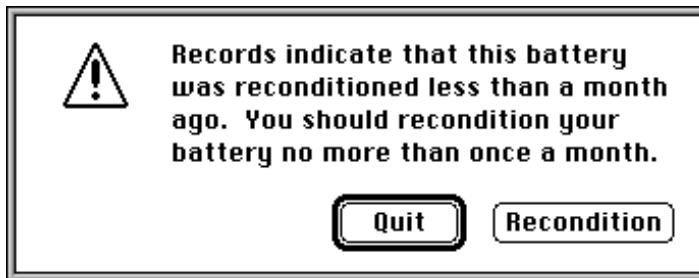 Records indicate that this battery
was reconditioned less than a month
ago.  You should recondition your
battery no more than once a month.
Quit
Recondition